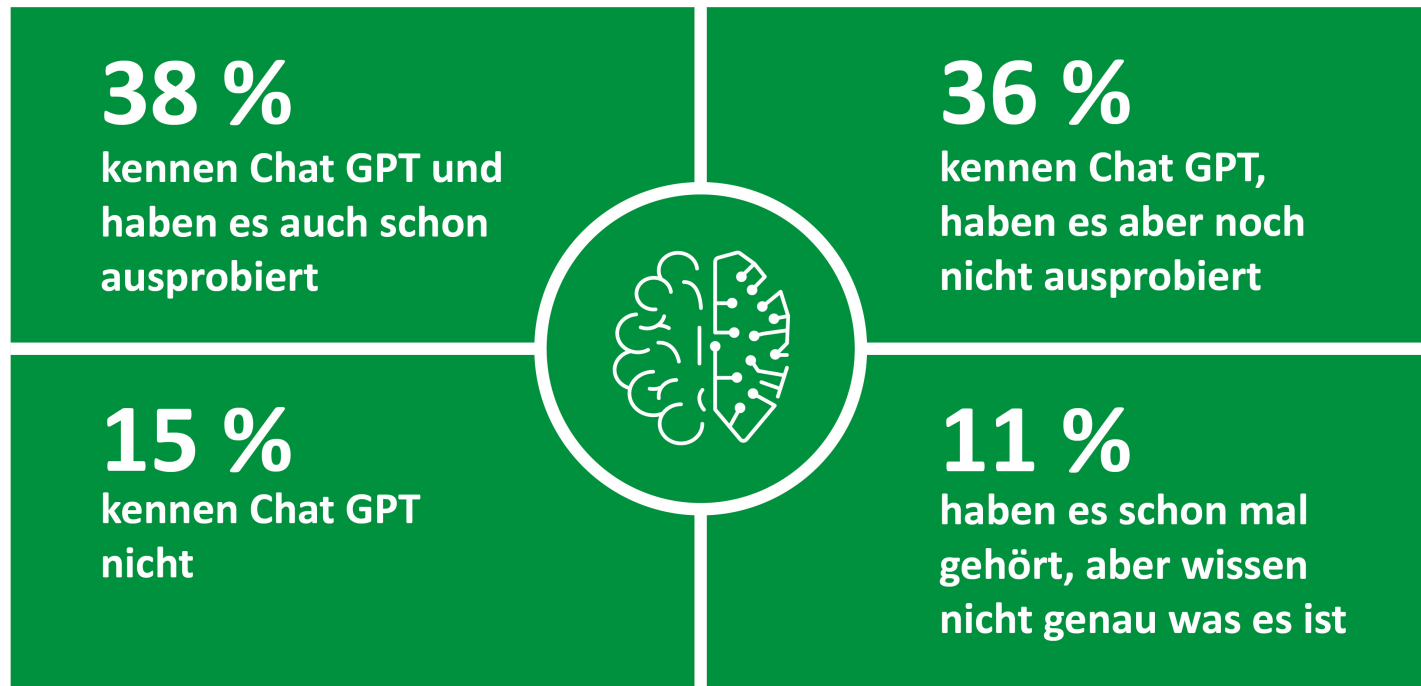 38 %
kennen Chat GPT und
haben es auch schon
ausprobiert
36 %
kennen Chat GPT,
haben es aber noch
nicht ausprobiert
15 %
kennen Chat GPT
nicht
11 %
haben es schon mal
gehört, aber wissen
nicht genau was es ist